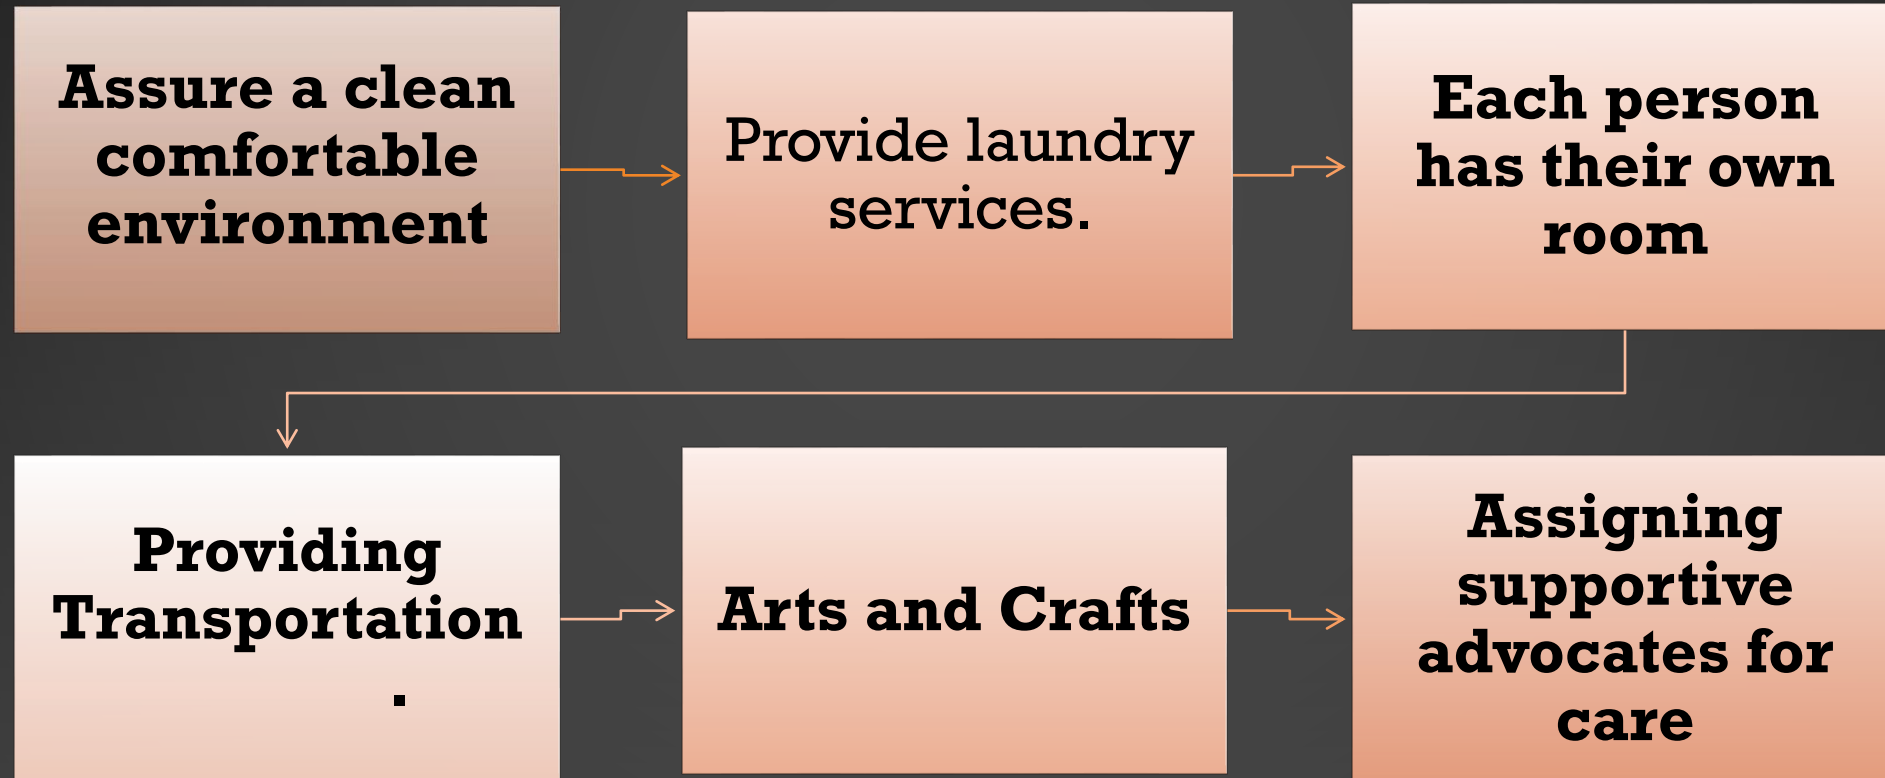 Assure a clean
comfortable
environment
Provide laundry
services.
Each person
has their own
room
Providing
Transportation
.
Arts and Crafts
Assigning
supportive
advocates for
care